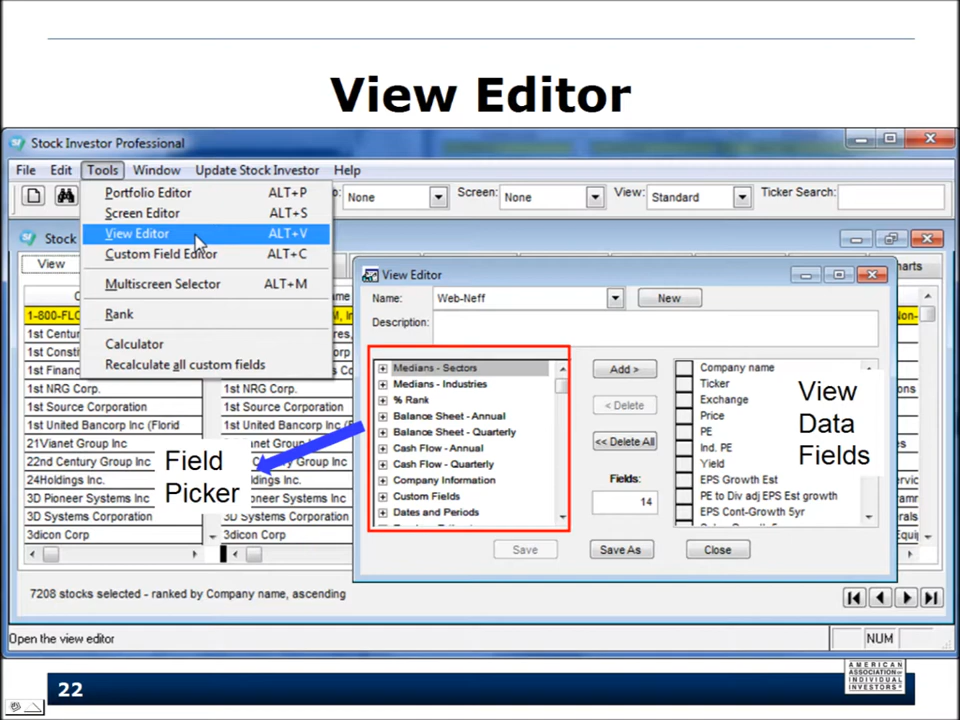 View Editor
Stock Investor Professional
File Edit Tools Window Update Stock Investor Help
Portfolio Editor ALT+P
Screen Editor ALT+S
View Editor ALT+V
Custom Field Editor ALT+C
Multiscreen Selector ALT+M
Rank
Calculator
Recalculate all custom fields
None Screen: None View: Standard Ticker Search:
Stock
View
1-800-FLO
1st Centur
1st Consti
1st Financ
1st NRG Corp. 1st NRG Corp.
1st Source Corporation 1st Source Corporation
1st United Bancorp Inc (Florid 1st United Bancorp Inc (
21Vianet Group Inc
22nd Century Group Inc
24Holdings Inc.
3D Pioneer Systems Inc
3D Systems Corporation 3D Systems Corporation
3dicon Corp 3dicon Corp
View Editor
Name: Web-Neff New
Description:
Medians - Sectors
Medians - Industries
% Rank
Balance Sheet - Annual
Balance Sheet - Quarterly
Cash Flow - Annual
Cash Flow - Quarterly
Company Information
Custom Fields
Dates and Periods
Add >
< Delete
<< Delete All
Fields:
14
Company name
Ticker
Exchange
Price
PE
Ind. PE
Yield
EPS Growth Est
PE to Div adj EPS Est growth
EPS Cont-Growth 5yr
Save Save As Close
View
Data
Fields
Field
Picker
7208 stocks selected - ranked by Company name, ascending
Open the view editor NUM
22
AMERICAN
ASSOCIATION OF
INDIVIDUAL
INVESTORS